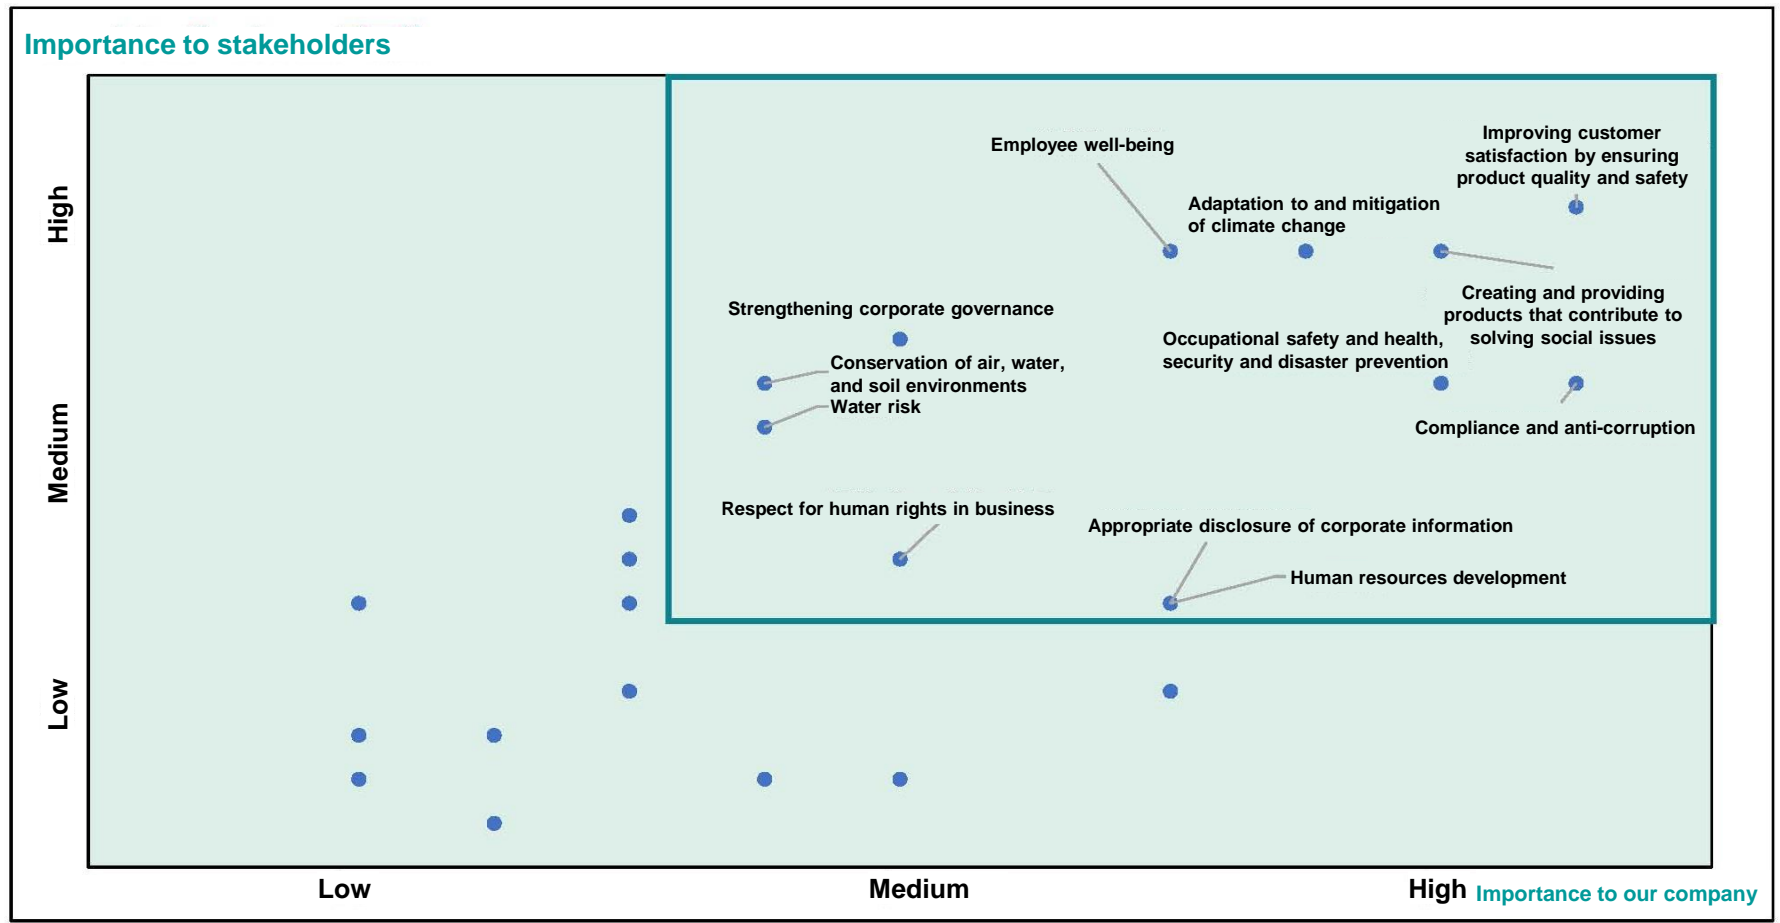 Importance to stakeholders
High
Medium
Low
Employee well-being
Improving customer
satisfaction by ensuring
product quality and safety
Adaptation to and mitigation
of climate change
Strengthening corporate governance
Creating and providing
products that contribute to
solving social issues
Occupational safety and health,
security and disaster prevention
Conservation of air, water,
and soil environments
Water risk
Compliance and anti-corruption
Respect for human rights in business
Appropriate disclosure of corporate information
Human resources development
Low
Medium
High
Importance to our company